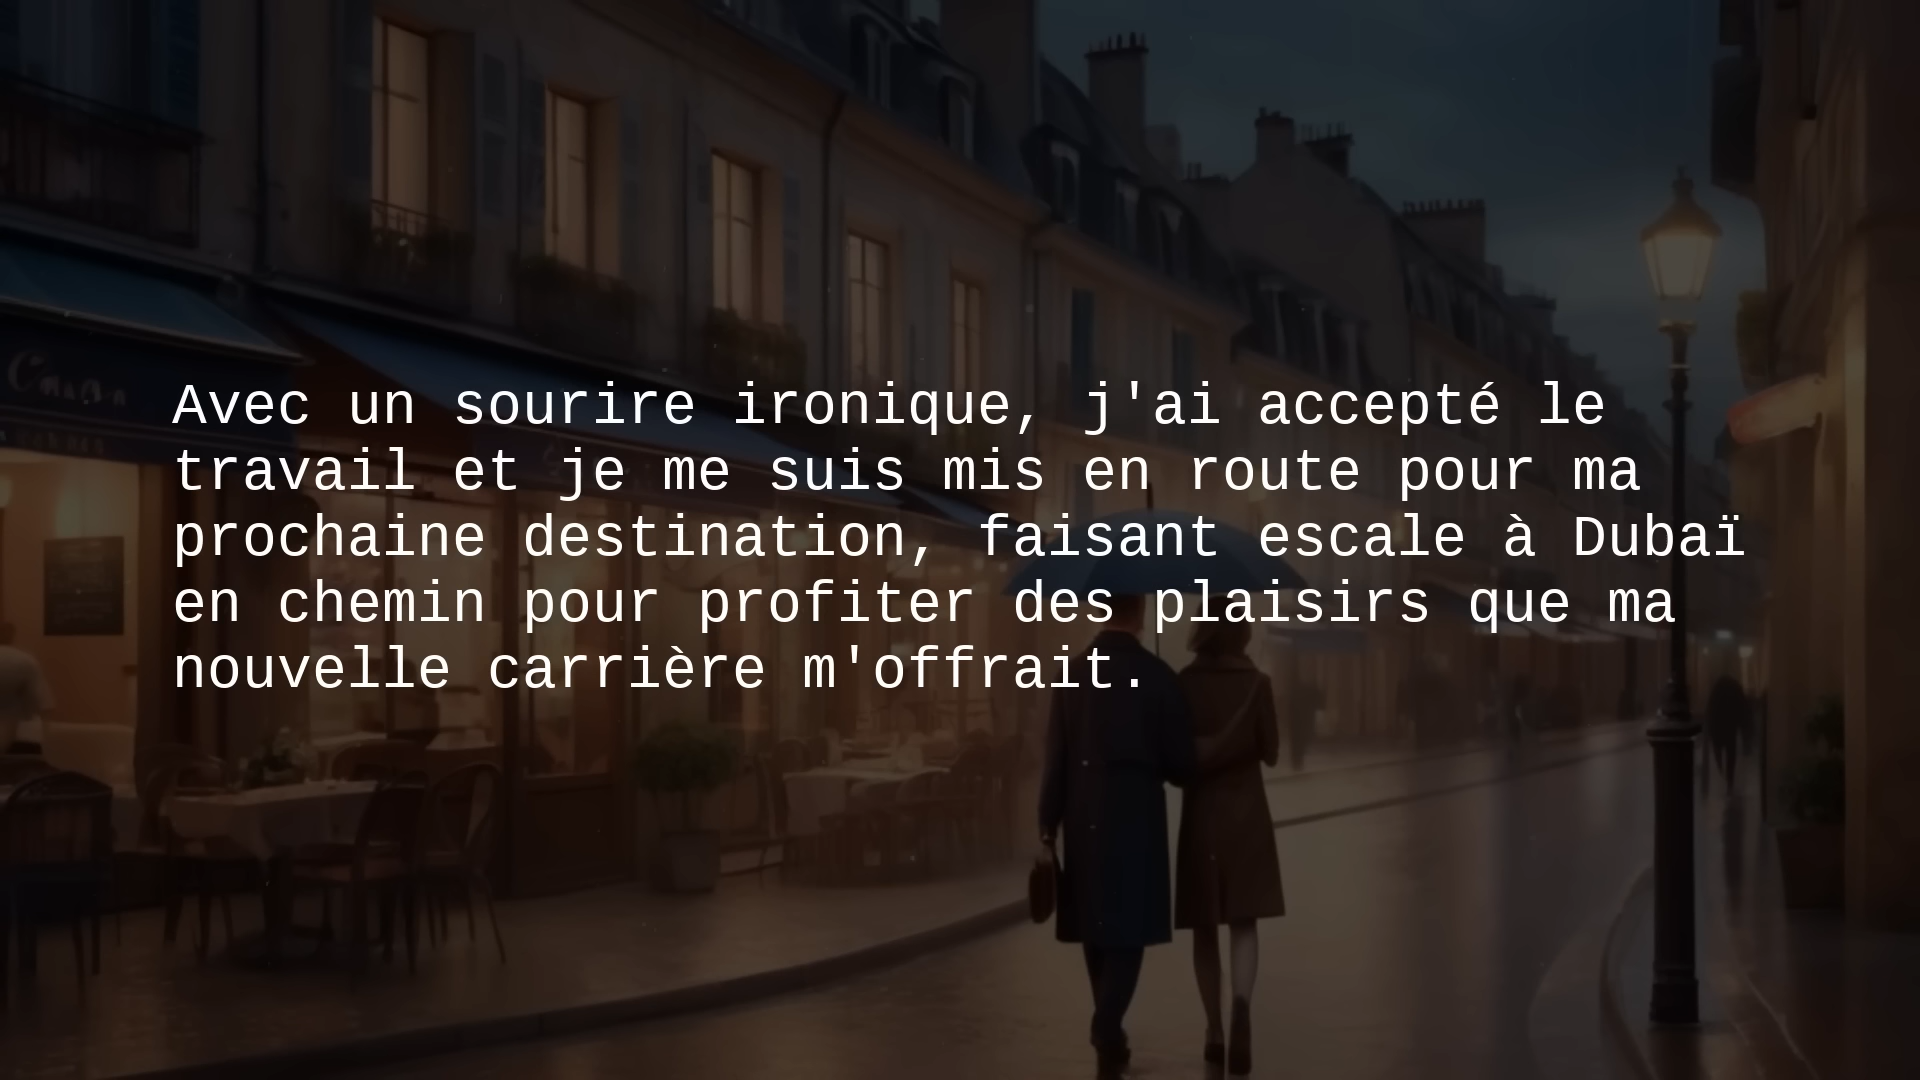 Avec un sourire ironique, j'ai accepté le
travail et je me suis mis en route pour ma
prochaine destination, faisant escale à Dubaï
en chemin pour profiter des plaisirs que ma
nouvelle carrière m'offrait.